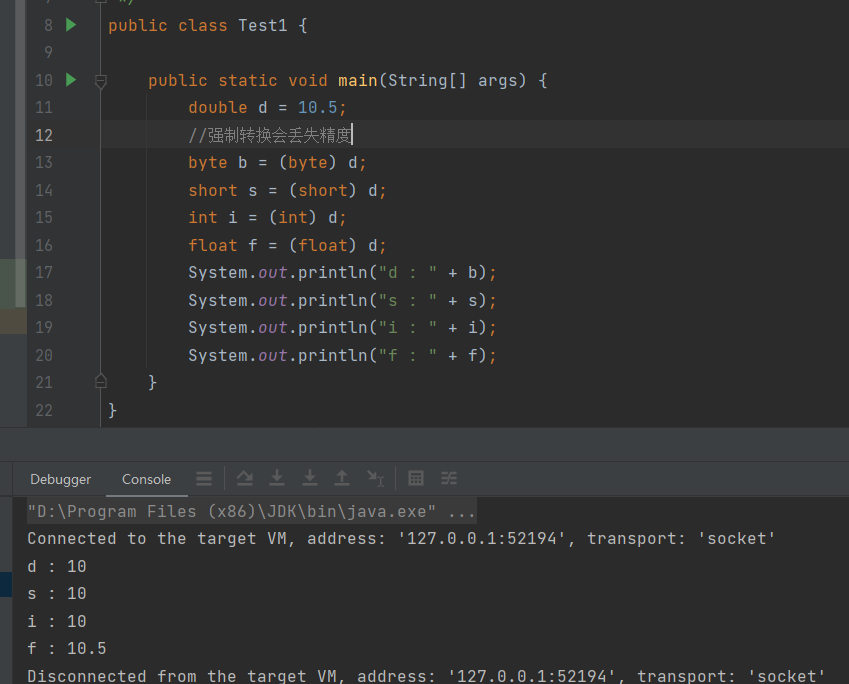 8 public class Test1 {
9
10 public static void main(String[] args) {
11 double d = 10.5;
12 //强制转换会丢失精度
13 byte b = (byte) d;
14 short s = (short) d;
15 int i = (int) d;
16 float f = (float) d;
17 System.out.println("d : " + b);
18 System.out.println("s : " + s);
19 System.out.println("i : " + i);
20 System.out.println("f : " + f);
21 }
22 }
Debugger Console
"D:\Program Files (x86)\JDK\bin\java.exe" ...
Connected to the target VM, address: '127.0.0.1:52194', transport: 'socket'
d : 10
s : 10
i : 10
f : 10.5
Disconnected from the target VM, address: '127.0.0.1:52194', transport: 'socket'